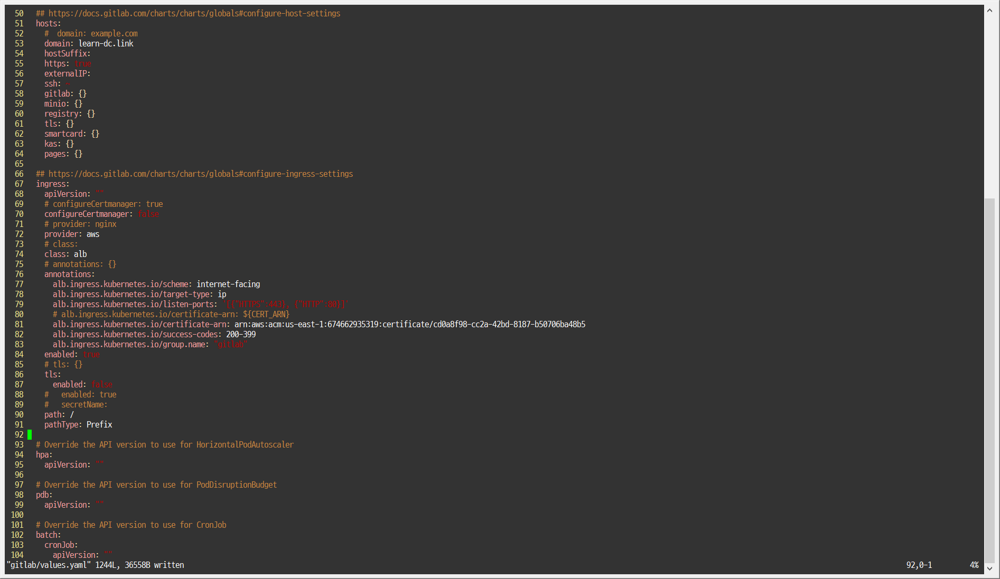 50   ## https://docs.gitlab.com/charts/charts/globals#configure-host-settings
51   hosts:
52     #  domain: example.com
53     domain: learn-dc.link
54     hostSuffix:
55     https: true
56     externalIP:
57     ssh: ~
58     gitlab: {}
59     minio: {}
60     registry: {}
61     tls: {}
62     smartcard: {}
63     kas: {}
64     pages: {}
65
66   ## https://docs.gitlab.com/charts/charts/globals#configure-ingress-settings
67   ingress:
68     apiVersion: ""
69     # configureCertmanager: true
70     configureCertmanager: false
71     # provider: nginx
72     provider: aws
73     # class:
74     class: alb
75     # annotations: {}
76     annotations:
77       alb.ingress.kubernetes.io/scheme: internet-facing
78       alb.ingress.kubernetes.io/target-type: ip
79       alb.ingress.kubernetes.io/listen-ports: '[{"HTTPS":443}, {"HTTP":80}]'
80       # alb.ingress.kubernetes.io/certificate-arn: ${CERT_ARN}
81       alb.ingress.kubernetes.io/certificate-arn: arn:aws:acm:us-east-1:674662935319:certificate/cd0a8f98-cc2a-42bd-8187-b50706ba48b5
82       alb.ingress.kubernetes.io/success-codes: 200-399
83       alb.ingress.kubernetes.io/group.name: "gitlab"
84     enabled: true
85     # tls: {}
86     tls:
87       enabled: false
88     #   enabled: true
89     #   secretName:
90     path: /
91     pathType: Prefix
92
93   # Override the API version to use for HorizontalPodAutoscaler
94   hpa:
95     apiVersion: ""
96
97   # Override the API version to use for PodDisruptionBudget
98   pdb:
99     apiVersion: ""
100
101   # Override the API version to use for CronJob
102   batch:
103     cronJob:
104       apiVersion: ""
"gitlab/values.yaml" 1244L, 36558B written 92,0-1 4%